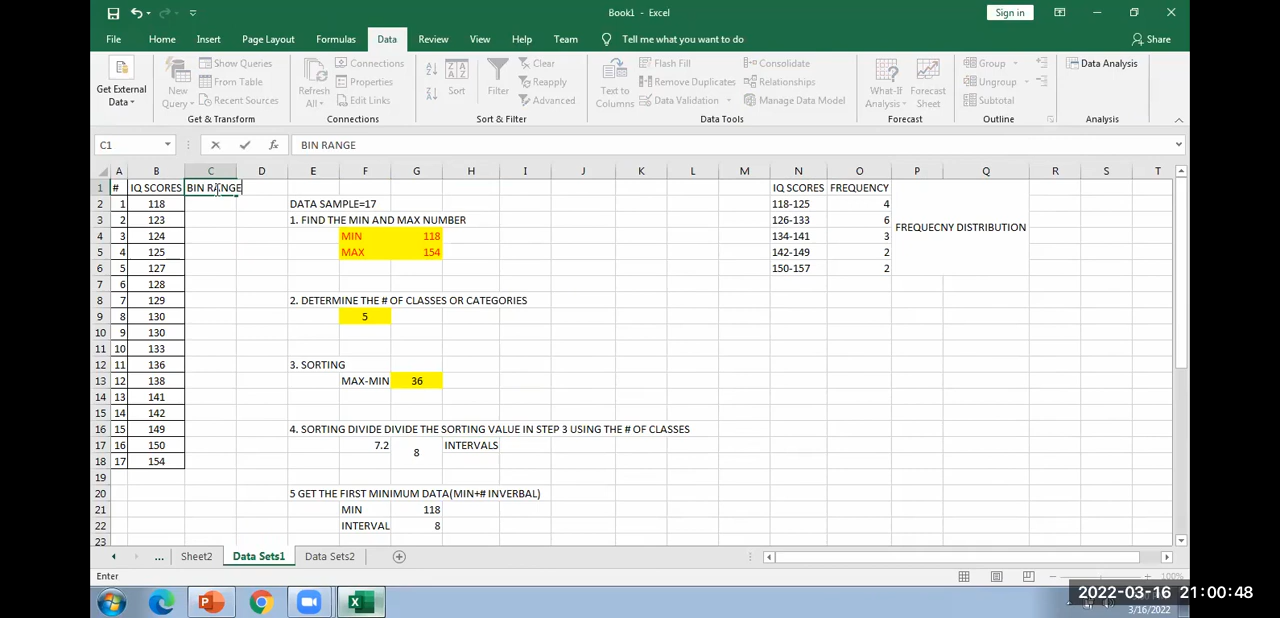 Book1 - Excel
Sign in
File Home Insert Page Layout Formulas Data Review View Help Team Tell me what you want to do Share
Get External Data
New Query
Show Queries
From Table
Recent Sources
Get & Transform
Refresh All
Connections
Properties
Edit Links
Connections
Sort
Filter
Clear
Reapply
Advanced
Sort & Filter
Text to Columns
Flash Fill
Remove Duplicates
Data Validation
Consolidate
Relationships
Manage Data Model
Data Tools
What-If Analysis
Forecast Sheet
Forecast
Group
Ungroup
Subtotal
Outline
Data Analysis
Analysis
C1 fx BIN RANGE
A B C D E F G H I J K L M N O P Q R S T
1 # IQ SCORES BIN RANGE IQ SCORES FREQUENCY
2 1 118 DATA SAMPLE=17 118-125 4
3 2 123 1. FIND THE MIN AND MAX NUMBER 126-133 6 FREQUECNY DISTRIBUTION
4 3 124 MIN 118 134-141 3
5 4 125 MAX 154 142-149 2
6 5 127 150-157 2
7 6 128
8 7 129 2. DETERMINE THE # OF CLASSES OR CATEGORIES
9 8 130 5
10 9 130
11 10 133
12 11 136 3. SORTING
13 12 138 MAX-MIN 36
14 13 141
15 14 142
16 15 149 4. SORTING DIVIDE DIVIDE THE SORTING VALUE IN STEP 3 USING THE # OF CLASSES
17 16 150 7.2 8 INTERVALS
18 17 154
19
20 5 GET THE FIRST MINIMUM DATA(MIN+# INVERBAL)
21 MIN 118
22 INTERVAL 8
23
... Sheet2 Data Sets1 Data Sets2
Enter 100%
2022-03-16 21:00:48
3/16/2022